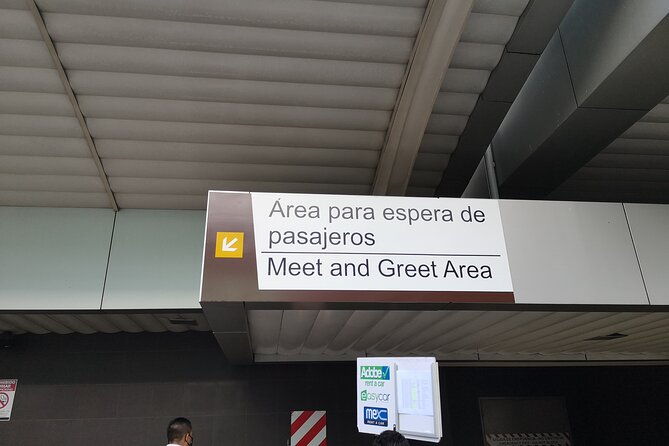 Área para espera de
pasajeros
Meet and Greet Area
Adobe
rent a car
easycar
mex
RENT A CAR